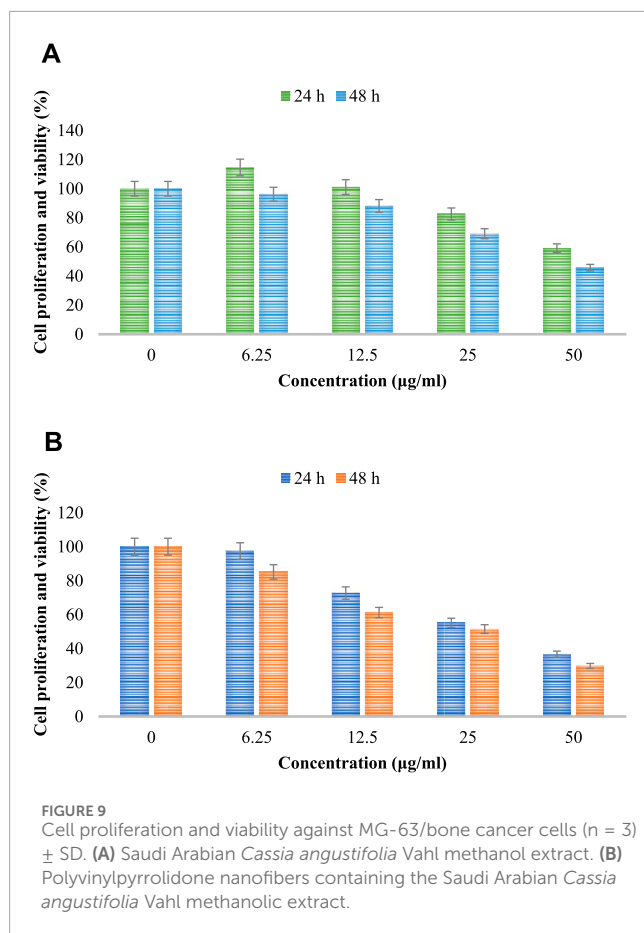 A
24 h 48 h
Cell proliferation and viability (%)
140
120
100
80
60
40
20
0
0 6.25 12.5 25 50
Concentration (µg/ml)
B
24 h 48 h
Cell proliferation and viability (%)
120
100
80
60
40
20
0
0 6.25 12.5 25 50
Concentration (µg/ml)
FIGURE 9
Cell proliferation and viability against MG-63/bone cancer cells (n = 3)
± SD. (A) Saudi Arabian Cassia angustifolia Vahl methanol extract. (B)
Polyvinylpyrrolidone nanofibers containing the Saudi Arabian Cassia
angustifolia Vahl methanolic extract.